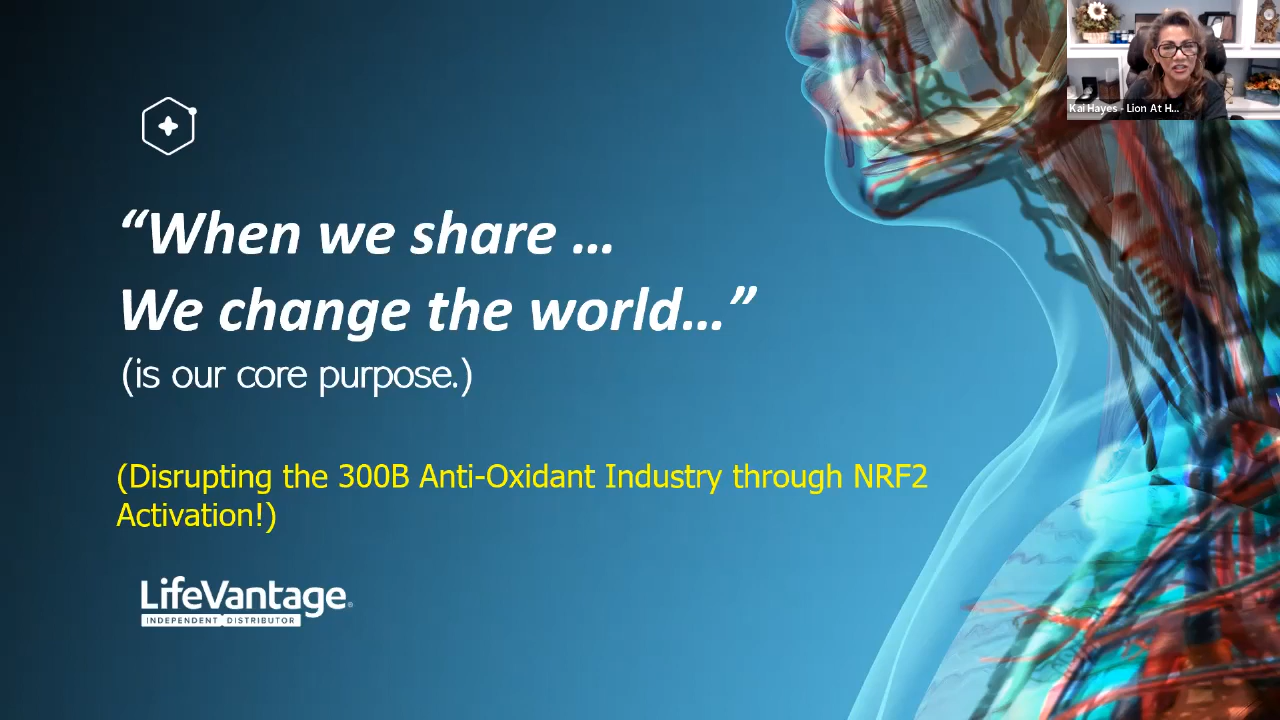 Kai Hayes - Lion At H...
“When we share ...
We change the world...”
(is our core purpose.)
(Disrupting the 300B Anti-Oxidant Industry through NRF2
Activation!)
LifeVantage®
INDEPENDENT DISTRIBUTOR